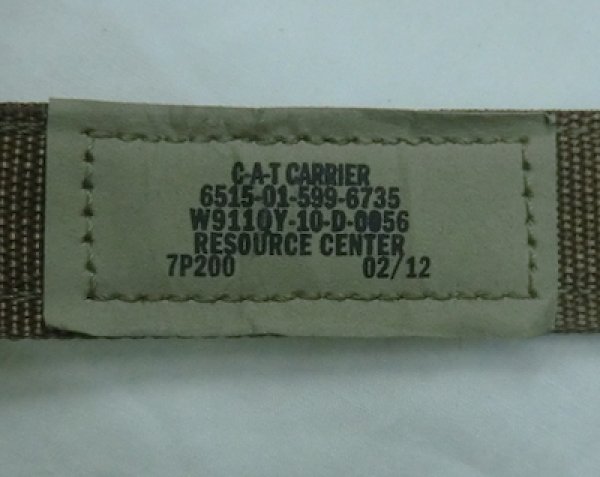 C-A-T CARRIER
6515-01-599-6735
W911QY-10-D-0056
RESOURCE CENTER
7P200 02/12